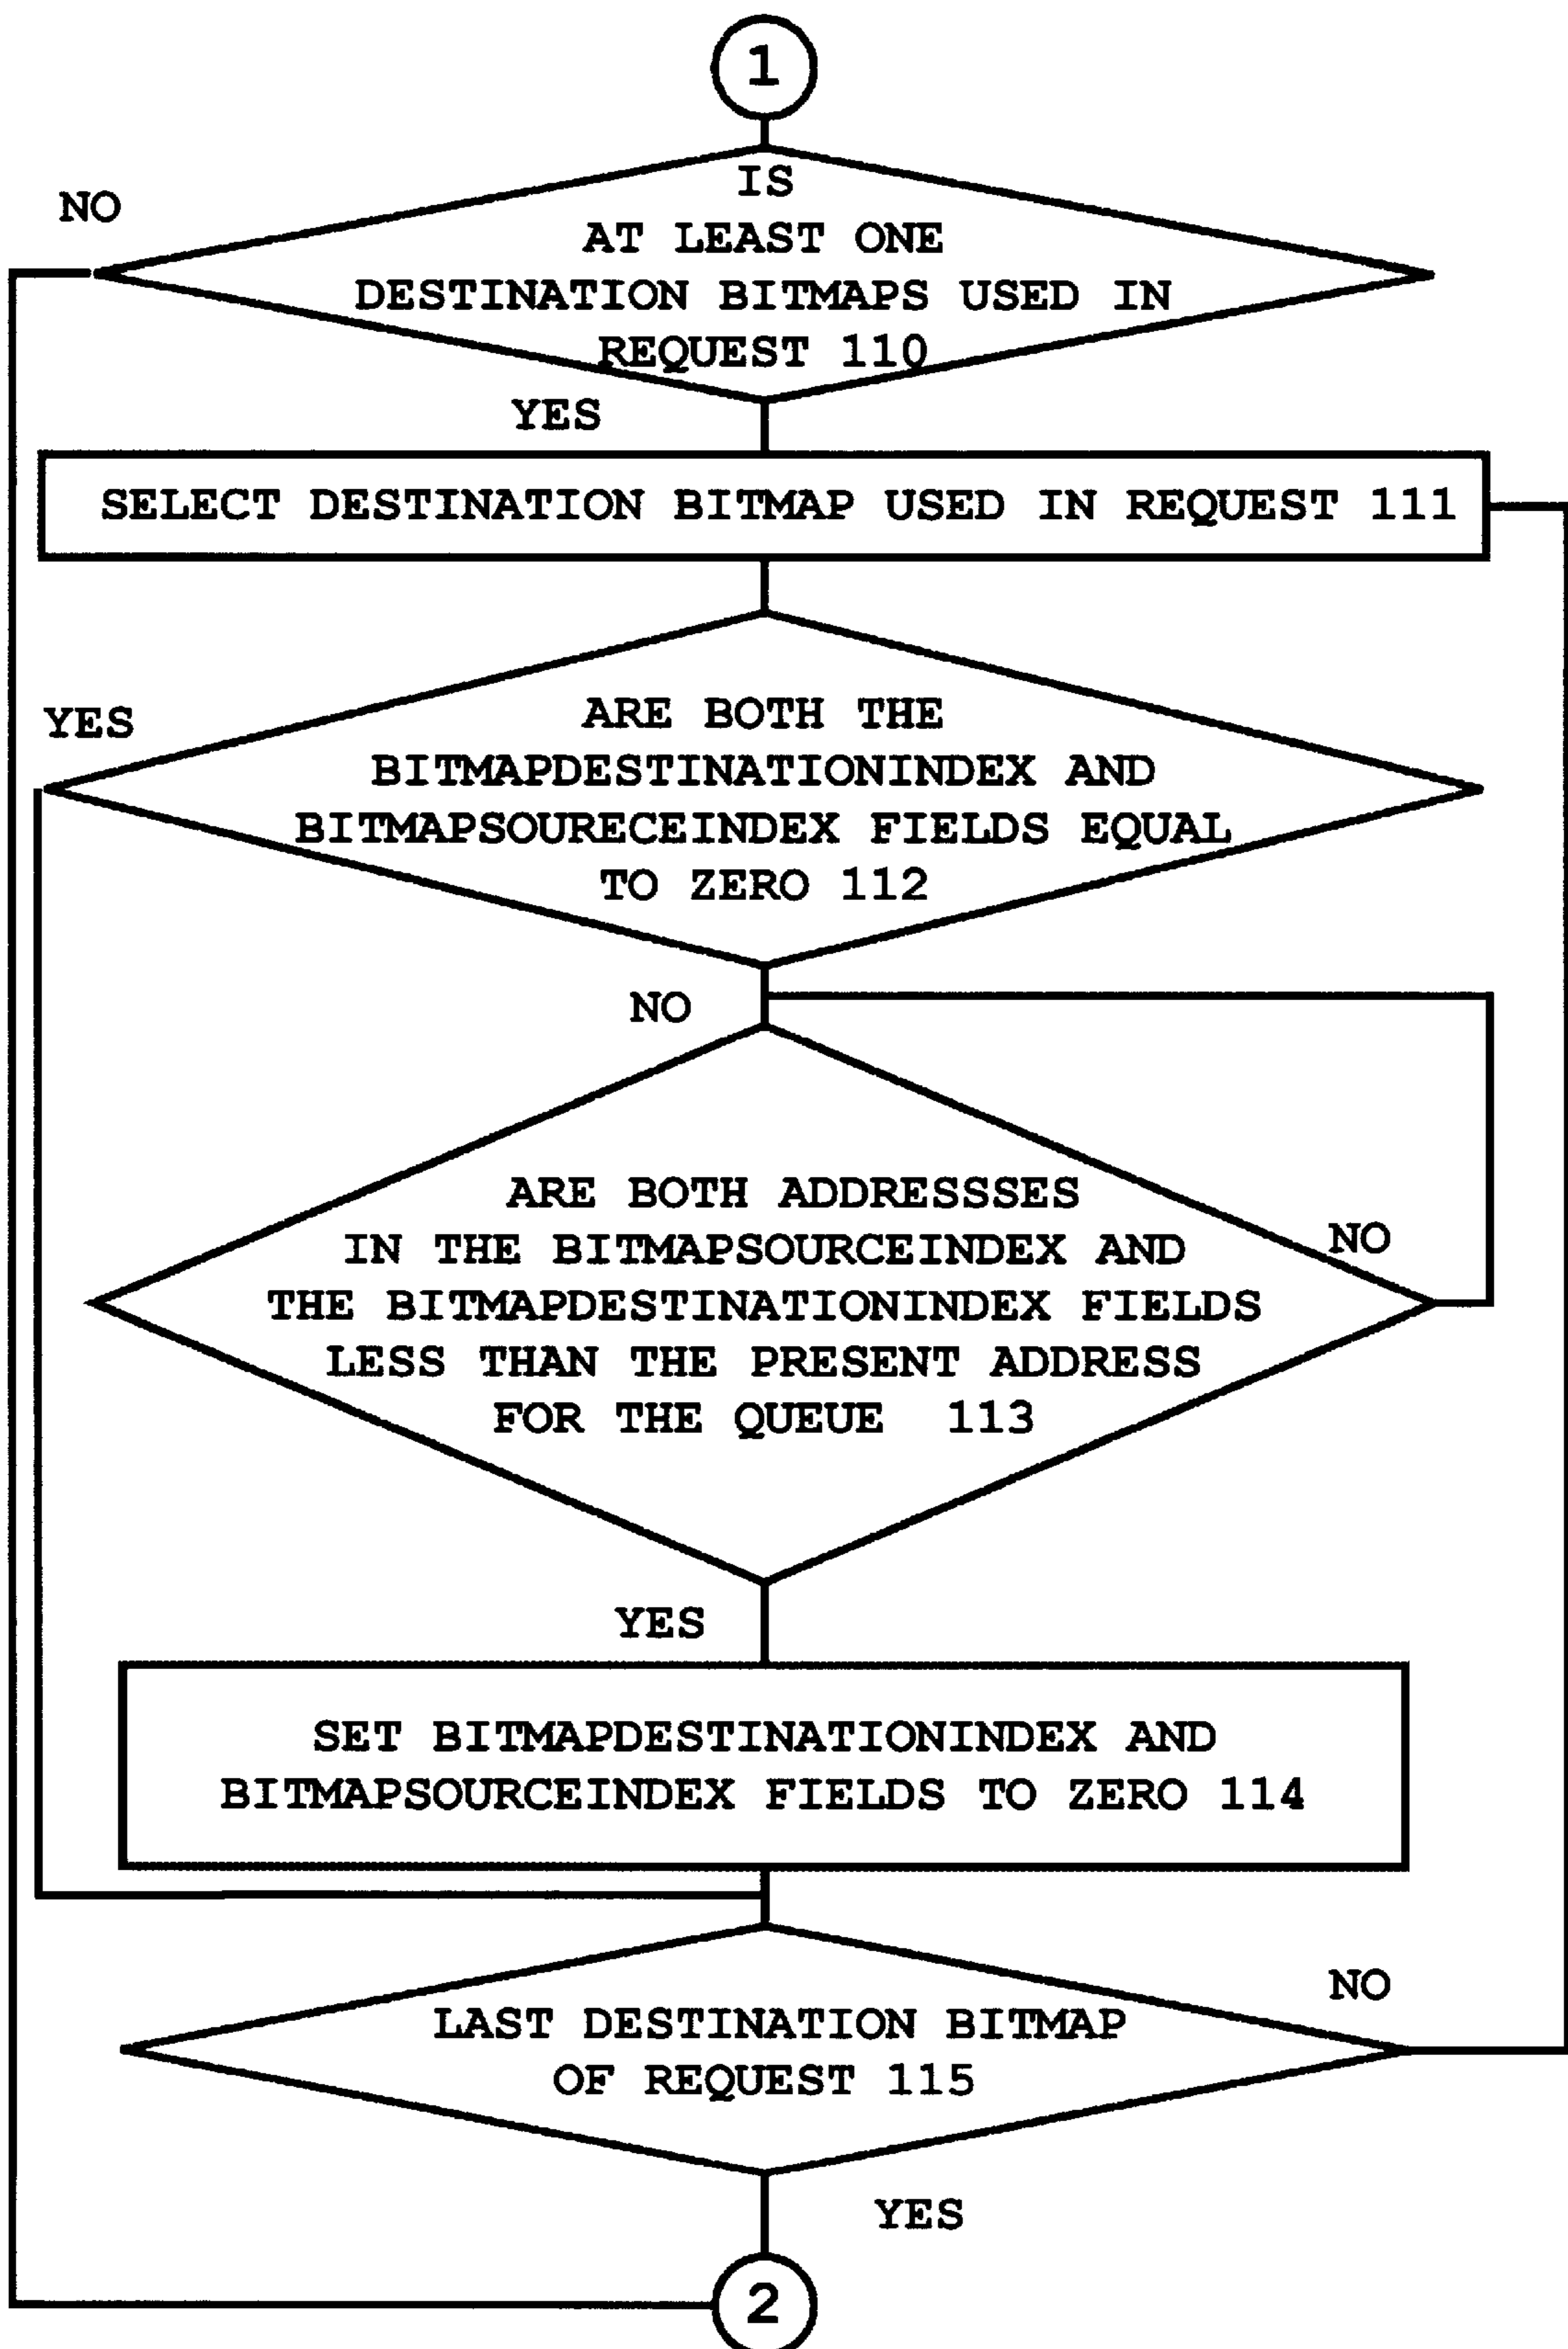 1
NO
IS
AT LEAST ONE
DESTINATION BITMAPS USED IN
REQUEST 110
YES
SELECT DESTINATION BITMAP USED IN REQUEST 111
YES
ARE BOTH THE
BITMAPDESTINATIONINDEX AND
BITMAPSOURECEINDEX FIELDS EQUAL
TO ZERO 112
NO
ARE BOTH ADDRESSSES
IN THE BITMAPSOURCEINDEX AND
NO
THE BITMAPDESTINATIONINDEX FIELDS
LESS THAN THE PRESENT ADDRESS
FOR THE QUEUE 113
YES
SET BITMAPDESTINATIONINDEX AND
BITMAPSOURCEINDEX FIELDS TO ZERO 114
NO
LAST DESTINATION BITMAP
OF REQUEST 115
YES
2